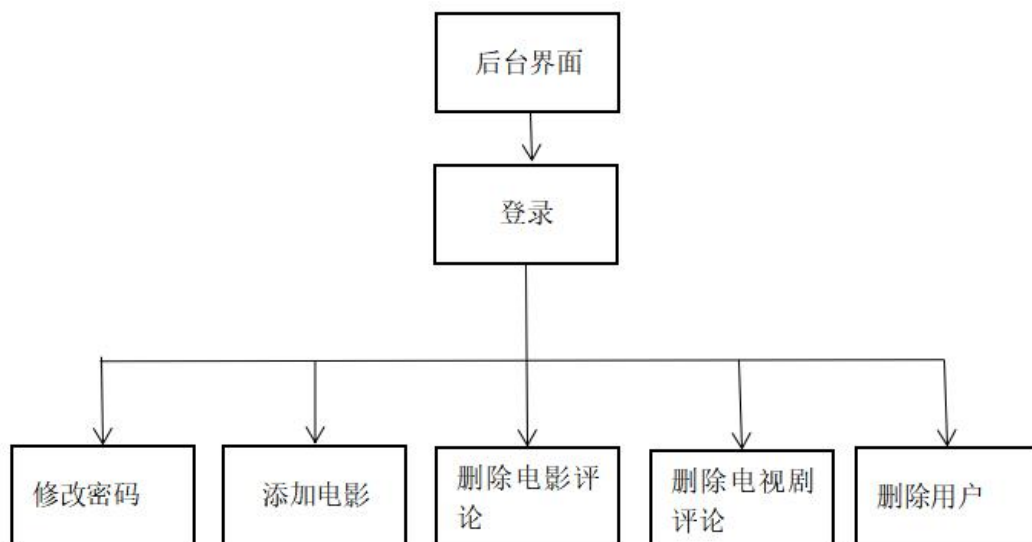 后台界面
登录
修改密码
添加电影
删除电影评
论
删除电视剧
评论
删除用户